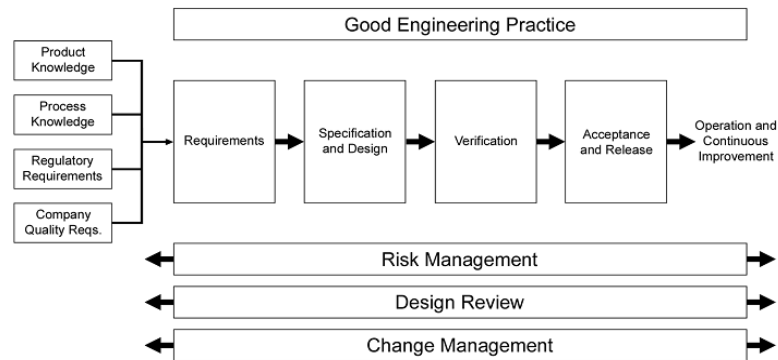 Good Engineering Practice
Product
Knowledge
Process
Knowledge
Regulatory
Requirements
Company
Quality Reqs.
Requirements
Specification
and Design
Verification
Acceptance
and Release
Operation and
Continuous
Improvement
Risk Management
Design Review
Change Management